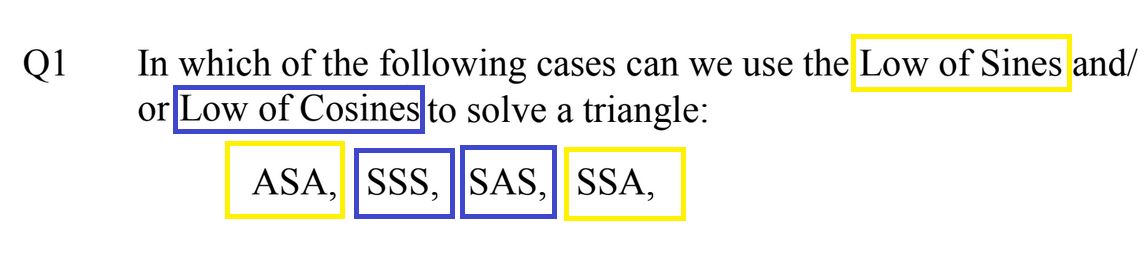 Q1 In which of the following cases can we use the Low of Sines and/
or Low of Cosines to solve a triangle:
ASA, SSS, SAS, SSA,